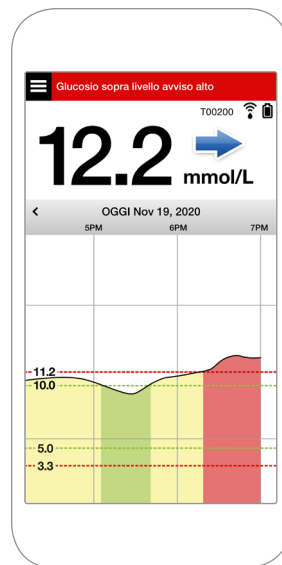 Glucosio sopra livello avviso alto
T00200
12.2 mmol/L
< OGGI Nov 19, 2020
5PM 6PM 7PM
11.2
10.0
5.0
3.3